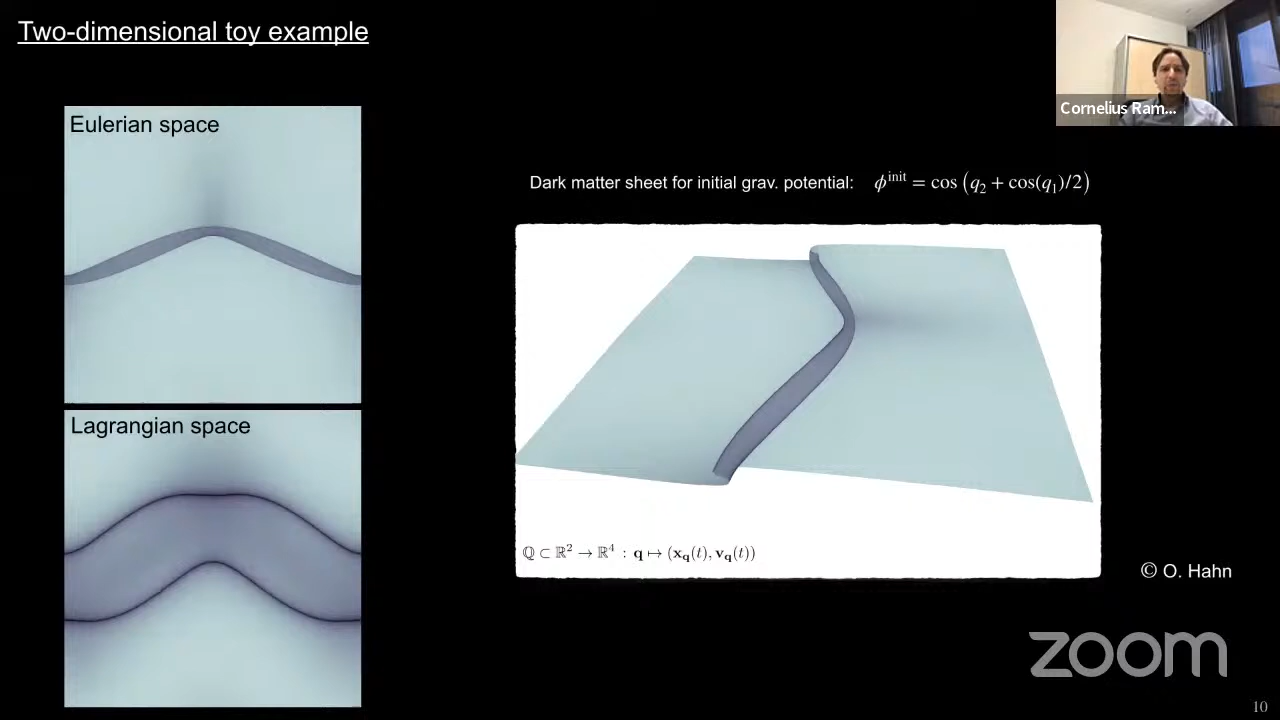 Two-dimensional toy example
Cornelius Ram...
Eulerian space
Dark matter sheet for initial grav. potential: ϕ^init = cos (q₂ + cos(q₁)/2)
Lagrangian space
ℚ ⊂ ℝ² → ℝ⁴ : q ↦ (x_q(t), v_q(t))
© O. Hahn
zoom
10